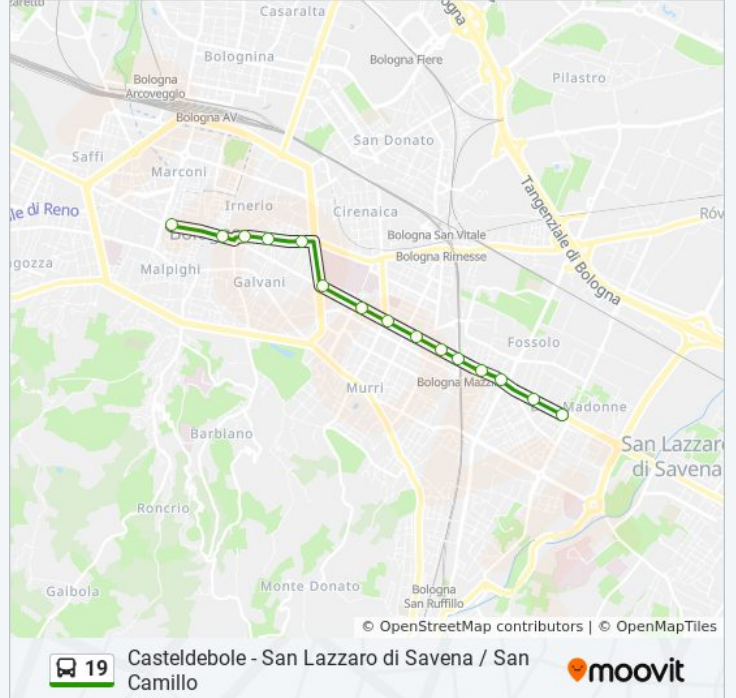 Casaralta
Bologna
Bolognina
Bologna Fiere
Pilastro
Bologna
Arcoveggio
Bologna AV
San Donato
Saffi
Marconi
Tangenziale di Bologna
Irnerio
Cirenaica
le di Reno
Róv
Bologna San Vitale
Bologna Rimesse
Malpighi
Galvani
Fossolo
Murri
Madonne
Barbiano
San Lazzaro
di Savena
Roncrio
Gaibola
Monte Donato
Bologna
San Ruffillo
© OpenStreetMap contributors | © OpenMapTiles
19
Casteldebole - San Lazzaro di Savena / San
Camillo
moovit